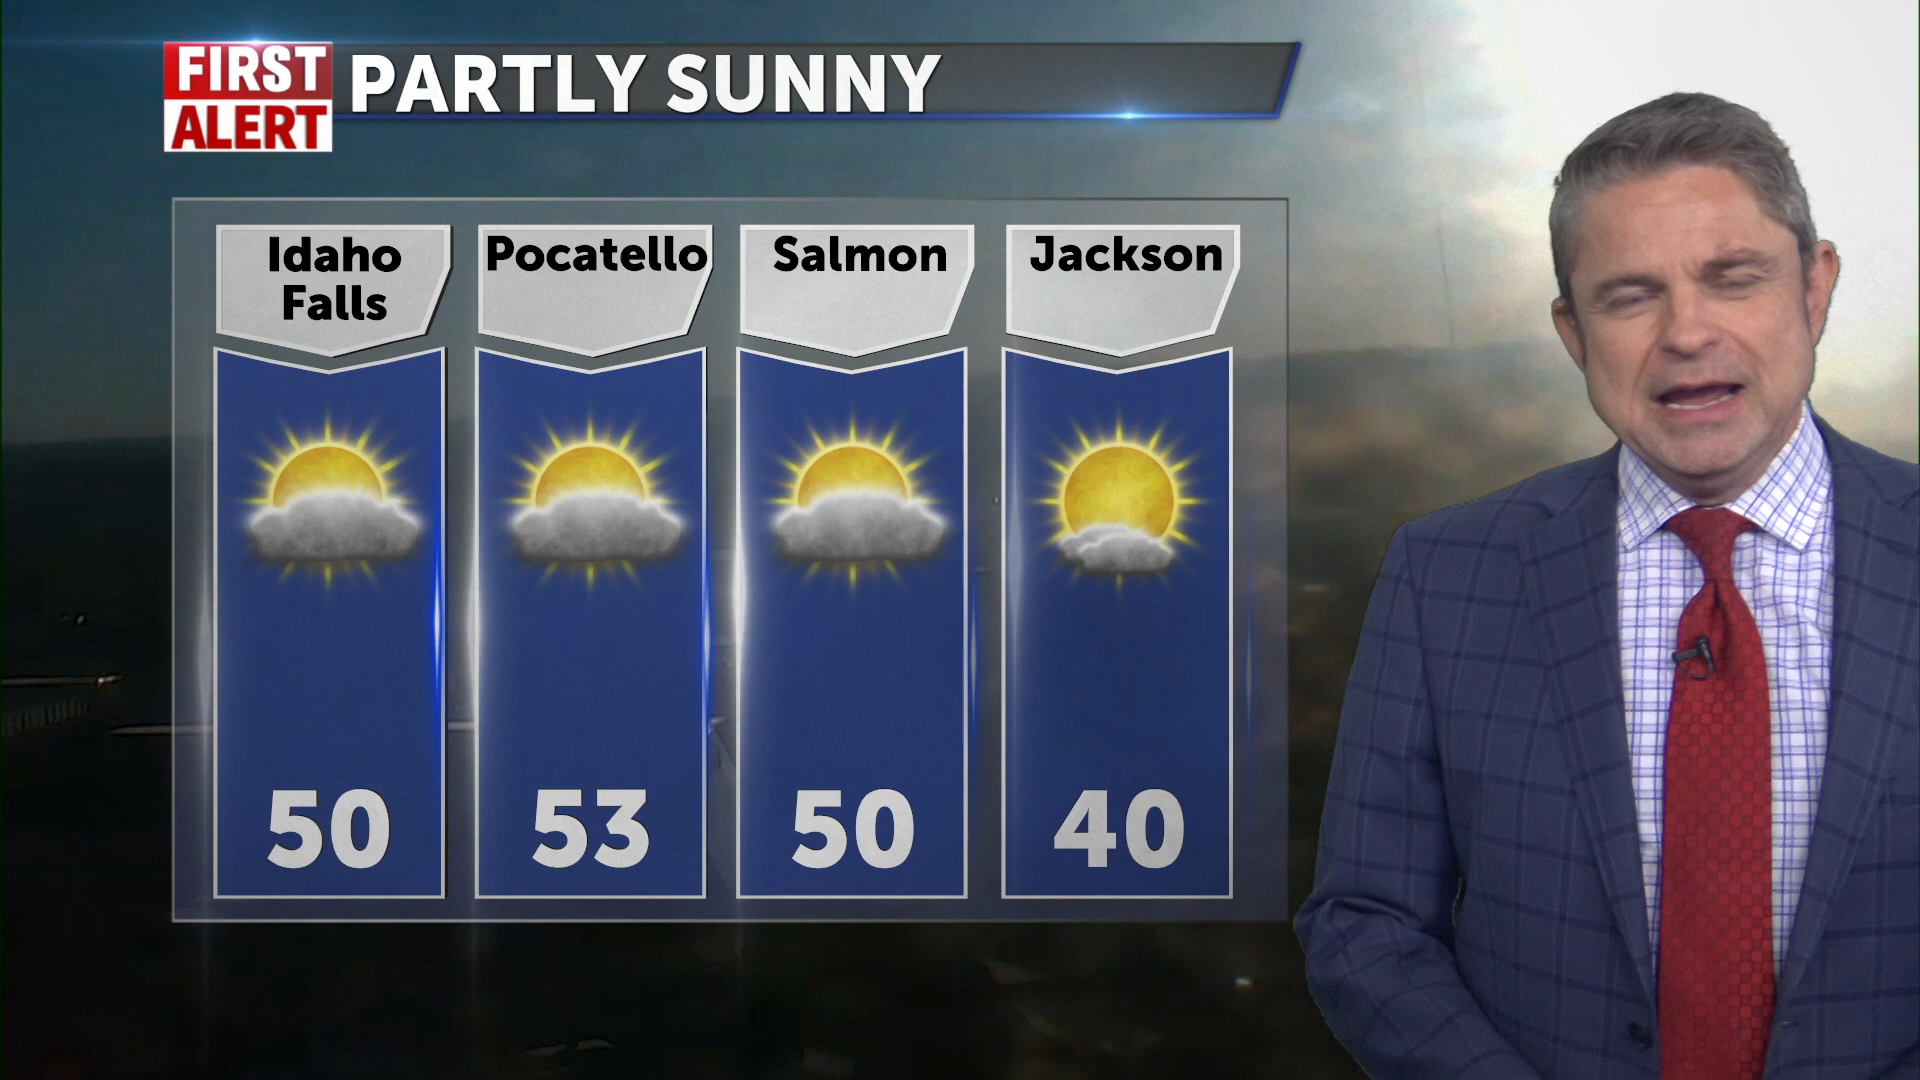 FIRST
ALERT
PARTLY SUNNY
Idaho
Falls
Pocatello
Salmon
Jackson
50
53
50
40